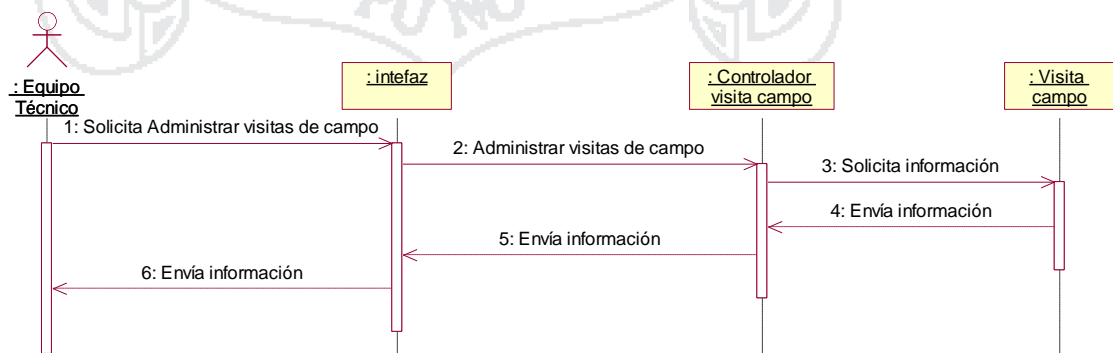 : Equipo
Técnico
: intefaz
: Controlador
visita campo
: Visita
campo
1: Solicita Administrar visitas de campo
2: Administrar visitas de campo
3: Solicita información
4: Envía información
5: Envía información
6: Envía información